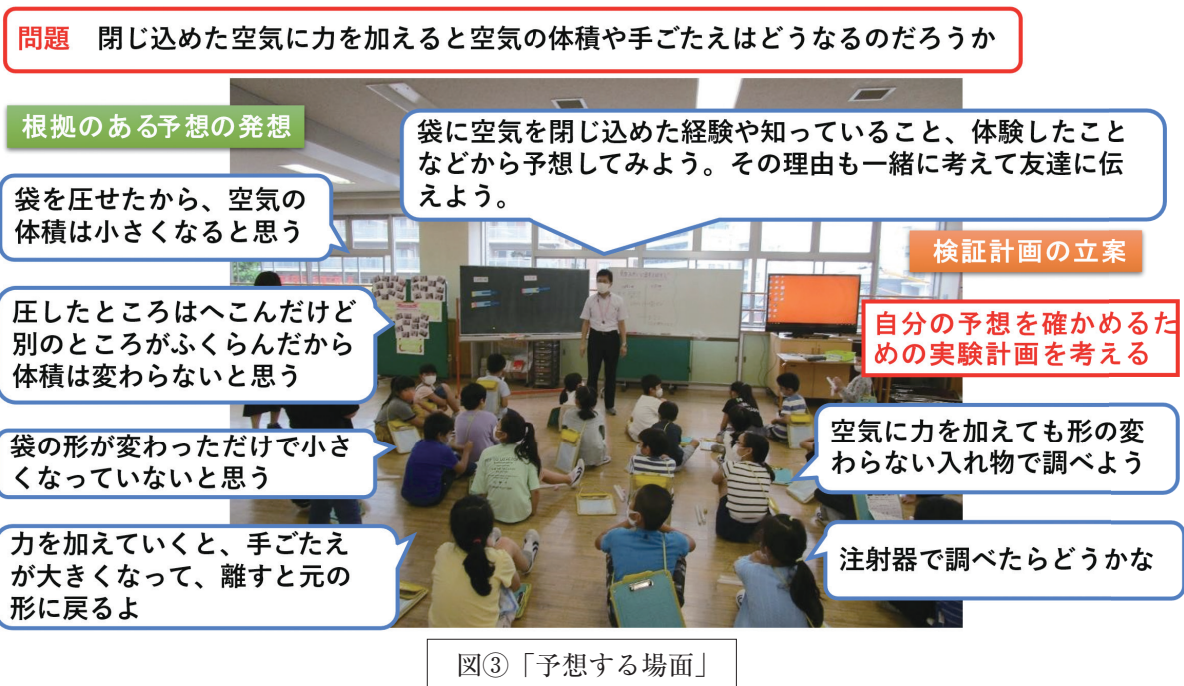 問題 閉じ込めた空気に力を加えると空気の体積や手ごたえはどうなるのだろうか
根拠のある予想の発想
袋に空気を閉じ込めた経験や知っていること、体験したこと
などから予想してみよう。その理由も一緒に考えて友達に伝
えよう。
袋を圧せたから、空気の
体積は小さくなると思う
圧したところはへこんだけど
別のところがふくらんだから
体積は変わらないと思う
袋の形が変わっただけで小さ
くなっていないと思う
力を加えていくと、手ごたえ
が大きくなって、離すと元の
形に戻るよ
検証計画の立案
自分の予想を確かめるた
めの実験計画を考える
空気に力を加えても形の変
わらない入れ物で調べよう
注射器で調べたらどうかな
図③「予想する場面」